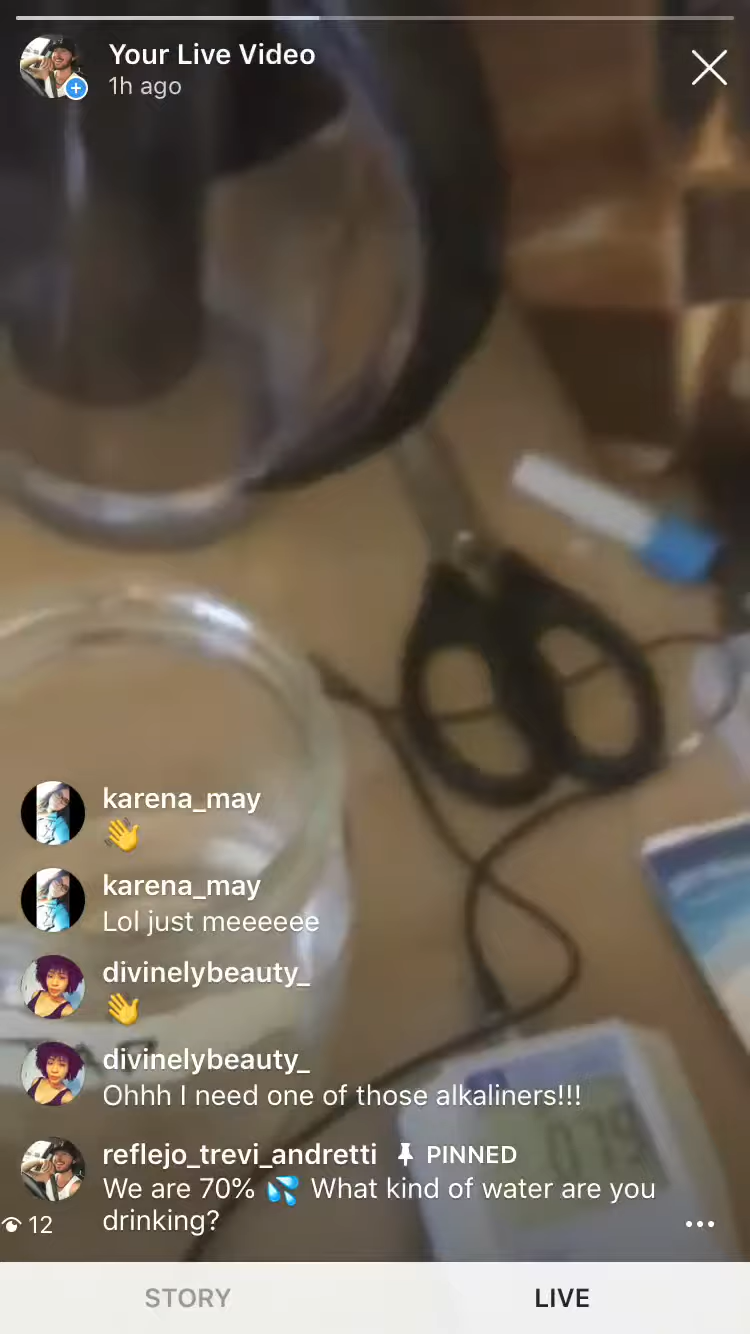 Your Live Video
1h ago
karena_may
👋
karena_may
Lol just meeeeee
divinelybeauty_
👋
divinelybeauty_
Ohhh I need one of those alkaliners!!!
reflejo_trevi_andretti PINNED
We are 70% 💦 What kind of water are you
drinking?
12
STORY
LIVE